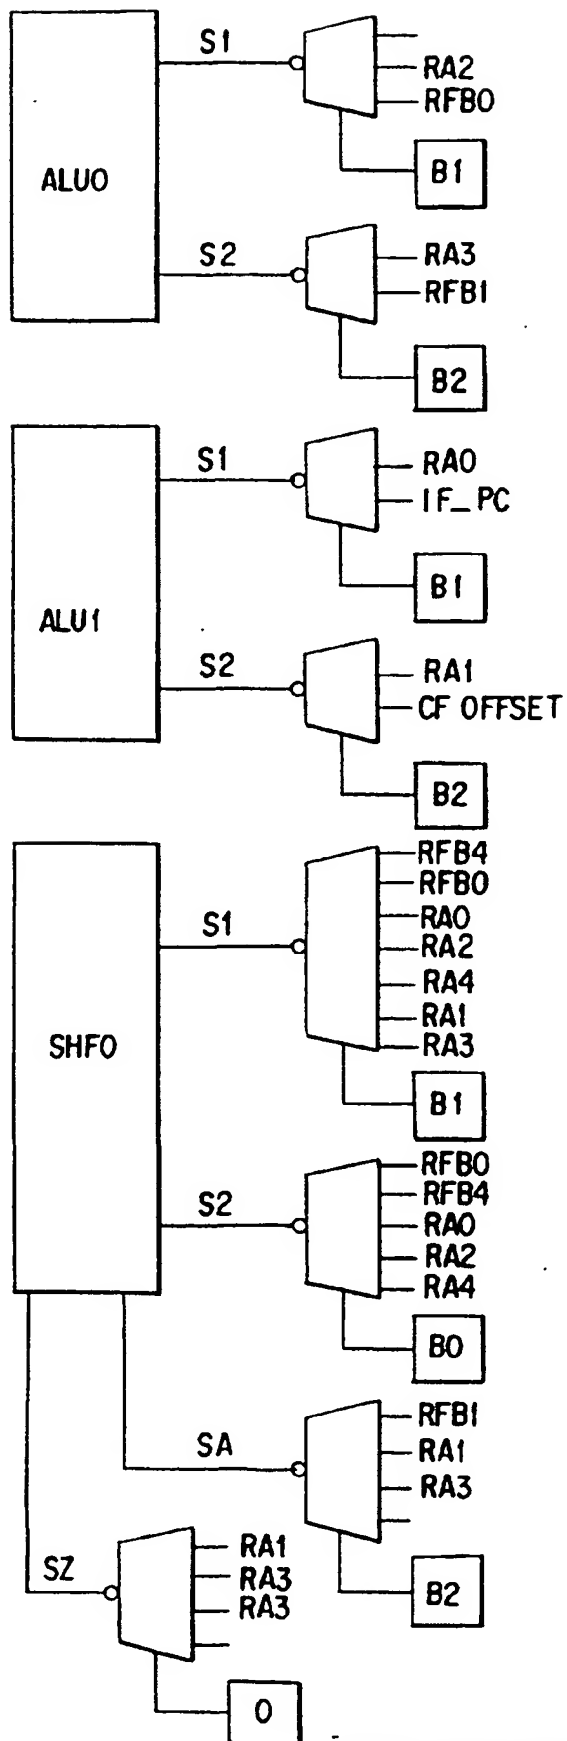 S1
RA2
RFB0
ALU0
B1
S2
RA3
RFB1
B2
S1
RA0
IF_PC
B1
ALU1
S2
RA1
CF OFFSET
B2
RFB4
RFB0
S1
RA0
RA2
RA4
RA1
RA3
SHF0
B1
RFB0
S2
RFB4
RA0
RA2
RA4
B0
RFB1
SA
RA1
RA3
B2
SZ
RA1
RA3
RA3
0